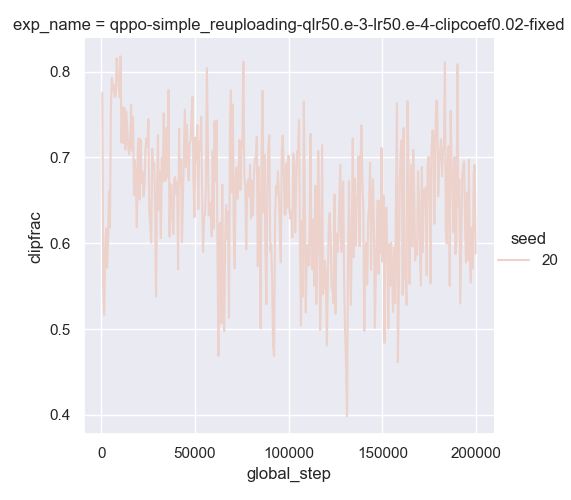 exp_name = qppo-simple_reuploading-qlr50.e-3-lr50.e-4-clipcoef0.02-fixed
0.8
0.7
0.6
0.5
0.4
clipfrac
0
50000
100000
150000
200000
global_step
seed
20